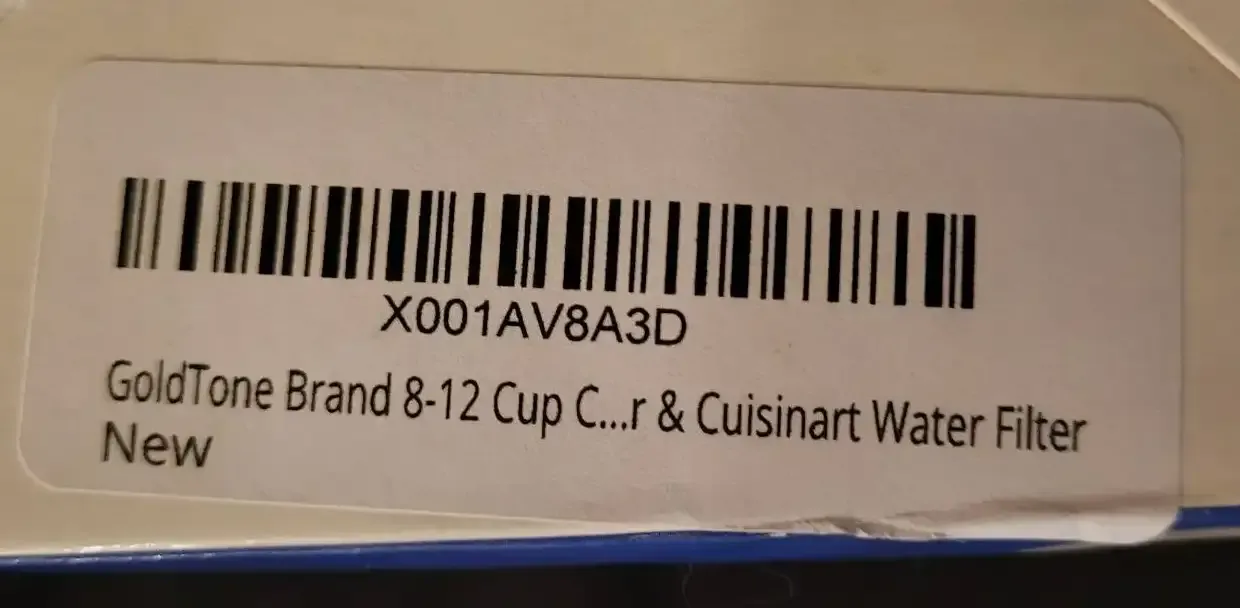 X001AV8A3D
GoldTone Brand 8-12 Cup C...r & Cuisinart Water Filter
New